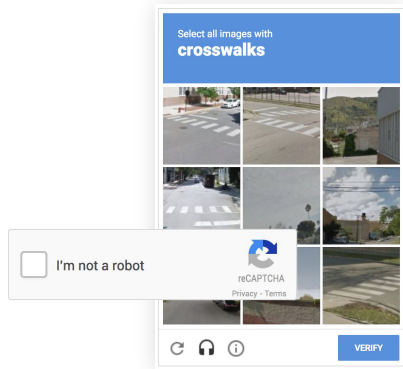 Select all images with
crosswalks
I'm not a robot
reCAPTCHA
Privacy - Terms
VERIFY